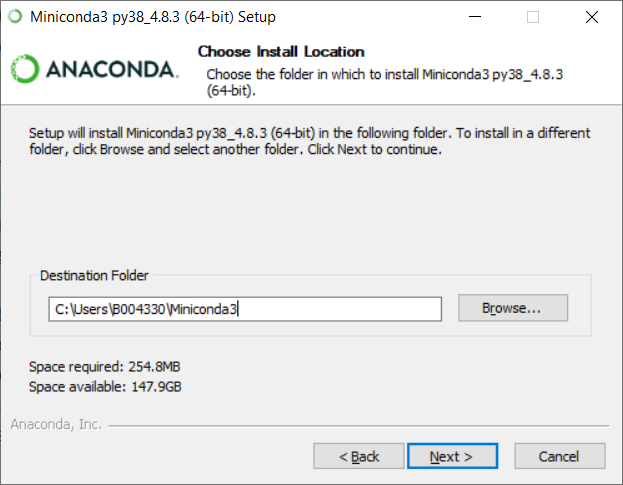 Miniconda3 py38_4.8.3 (64-bit) Setup
ANACONDA.
Choose Install Location
Choose the folder in which to install Miniconda3 py38_4.8.3
(64-bit).
Setup will install Miniconda3 py38_4.8.3 (64-bit) in the following folder. To install in a different
folder, click Browse and select another folder. Click Next to continue.
Destination Folder
C:\Users\B004330\Miniconda3
Browse...
Space required: 254.8MB
Space available: 147.9GB
Anaconda, Inc.
< Back
Next >
Cancel